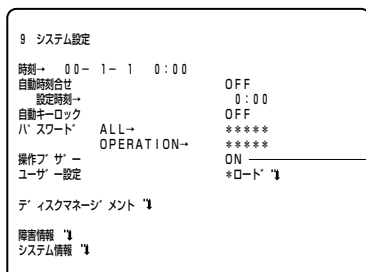 9 システム設定
時刻→ 00- 1- 1 0:00
自動時刻合せ OFF
設定時刻→ 0:00
自動キーロック OFF
パスワード ALL→ *****
OPERATION→ *****
操作ブザー ON
ユーザー設定 *ロード
ディスクマネージメント
障害情報
システム情報